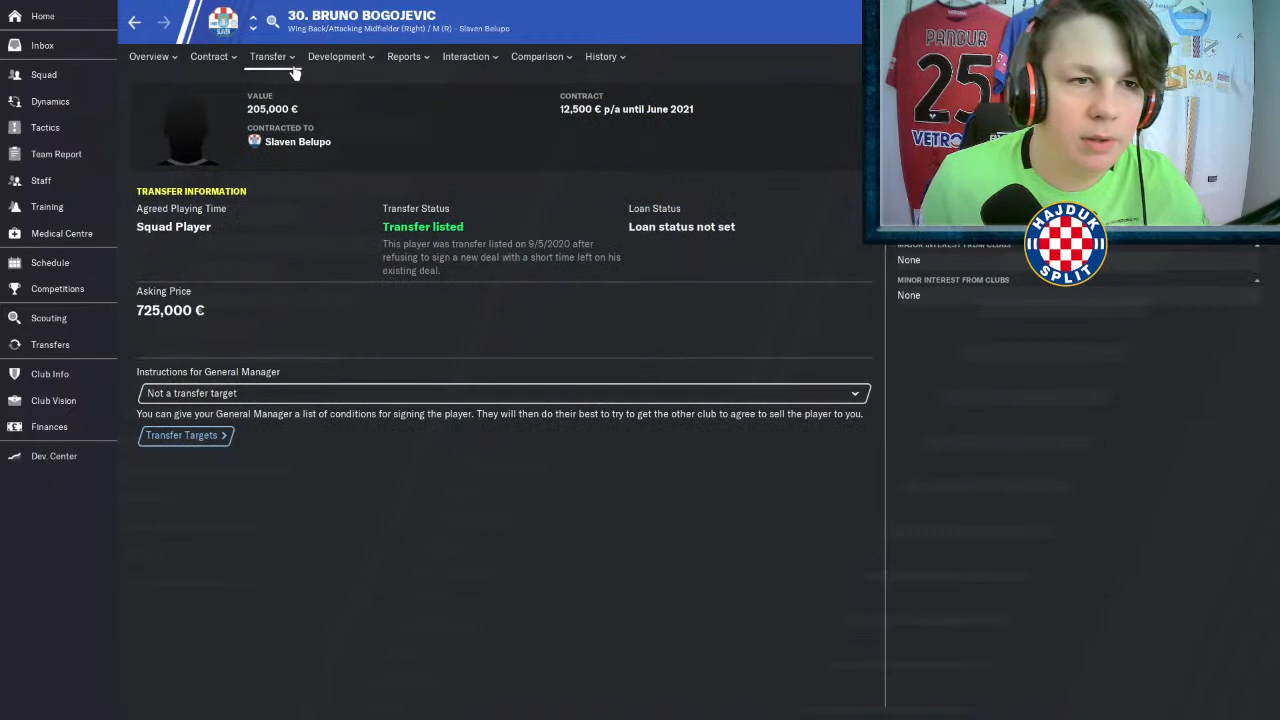 Home
Inbox
Squad
Dynamics
Tactics
Team Report
Staff
Training
Medical Centre
Schedule
Competitions
Scouting
Transfers
Club Info
Club Vision
Finances
Dev. Center
30. BRUNO BOGOJEVIC
Wing Back/Attacking Midfielder (Right) / M (R) - Slaven Belupo
Overview
Contract
Transfer
Development
Reports
Interaction
Comparison
History
VALUE
205,000 €
CONTRACTED TO
Slaven Belupo
CONTRACT
12,500 € p/a until June 2021
TRANSFER INFORMATION
Agreed Playing Time
Squad Player
Transfer Status
Transfer listed
This player was transfer listed on 9/5/2020 after
refusing to sign a new deal with a short time left on his
existing deal.
Loan Status
Loan status not set
Asking Price
725,000 €
Instructions for General Manager
Not a transfer target
You can give your General Manager a list of conditions for signing the player. They will then do their best to try to get the other club to agree to sell the player to you.
Transfer Targets
MAJOR INTEREST FROM CLUBS
None
MINOR INTEREST FROM CLUBS
None
PANDUR
25
VETRO
SAVA
HAJDUK
SPLIT